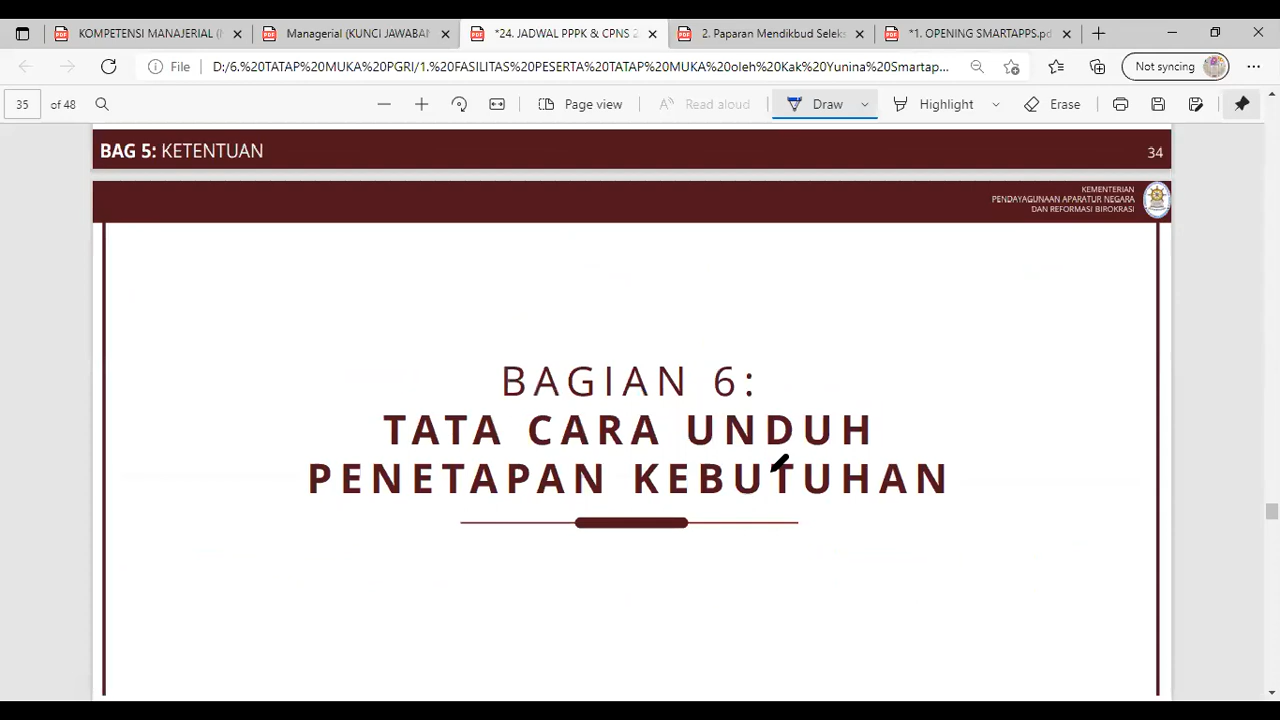 KOMPETENSI MANAJERIAL (
Managerial (KUNCI JAWABAN
*24. JADWAL PPPK & CPNS 2
2. Paparan Mendikbud Seleks
*1. OPENING SMARTAPPS.pd
File
D:/6.%20TATAP%20MUKA%20PGRI/1.%20FASILITAS%20PESERTA%20TATAP%20MUKA%20oleh%20Kak%20Yunina%20Smartap...
Not syncing
35 of 48
Page view
Read aloud
Draw
Highlight
Erase
BAG 5: KETENTUAN
34
KEMENTERIAN
PENDAYAGUNAAN APARATUR NEGARA
DAN REFORMASI BIROKRASI
BAGIAN 6:
TATA CARA UNDUH
PENETAPAN KEBUTUHAN